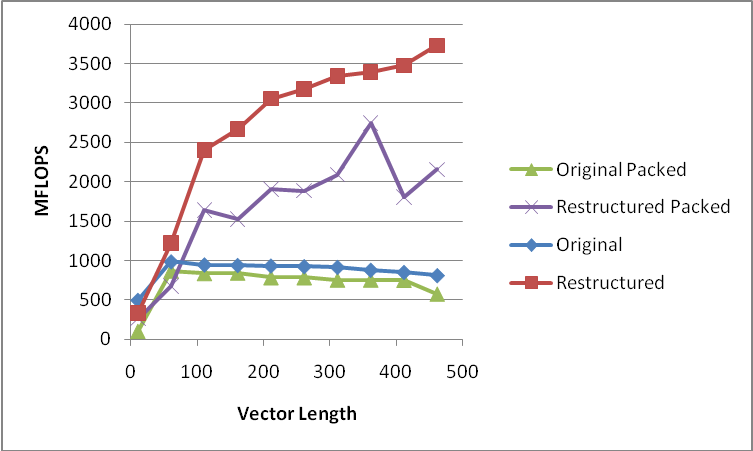 4000
3500
3000
2500
2000
1500
1000
500
0
MFLOPS
0 100 200 300 400 500
Vector Length
Original Packed
Restructured Packed
Original
Restructured